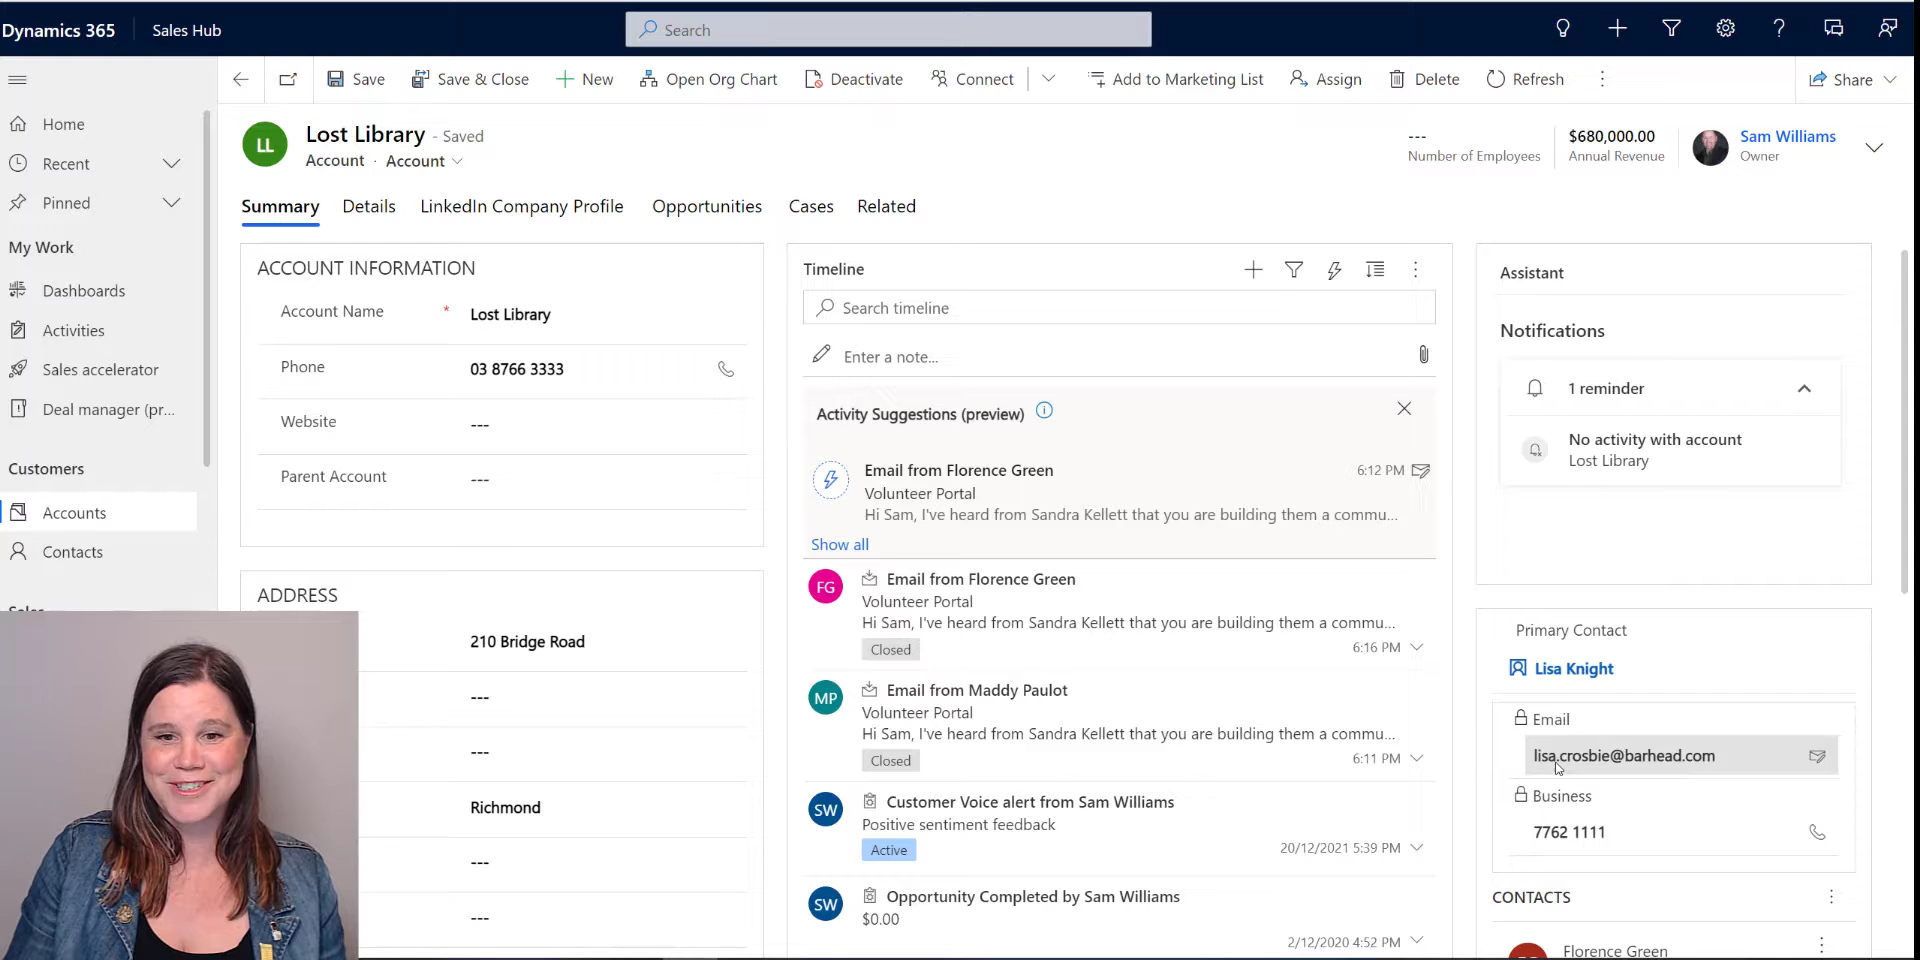 Dynamics 365
Sales Hub
Search
Save
Save & Close
New
Open Org Chart
Deactivate
Connect
Add to Marketing List
Assign
Delete
Refresh
Share
Home
Recent
Pinned
My Work
Dashboards
Activities
Sales accelerator
Deal manager (pr...
Customers
Accounts
Contacts
LL
Lost Library - Saved
Account · Account
---
Number of Employees
$680,000.00
Annual Revenue
Sam Williams
Owner
Summary
Details
LinkedIn Company Profile
Opportunities
Cases
Related
ACCOUNT INFORMATION
Account Name * Lost Library
Phone 03 8766 3333
Website ---
Parent Account ---
ADDRESS
210 Bridge Road
---
---
Richmond
---
---
Timeline
Search timeline
Enter a note...
Activity Suggestions (preview)
Email from Florence Green 6:12 PM
Volunteer Portal
Hi Sam, I've heard from Sandra Kellett that you are building them a commu...
Show all
FG
Email from Florence Green
Volunteer Portal
Hi Sam, I've heard from Sandra Kellett that you are building them a commu...
Closed 6:16 PM
MP
Email from Maddy Paulot
Volunteer Portal
Hi Sam, I've heard from Sandra Kellett that you are building them a commu...
Closed 6:11 PM
SW
Customer Voice alert from Sam Williams
Positive sentiment feedback
Active 20/12/2021 5:39 PM
SW
Opportunity Completed by Sam Williams
$0.00
2/12/2020 4:52 PM
Assistant
Notifications
1 reminder
No activity with account
Lost Library
Primary Contact
Lisa Knight
Email
lisa.crosbie@barhead.com
Business
7762 1111
CONTACTS
Florence Green